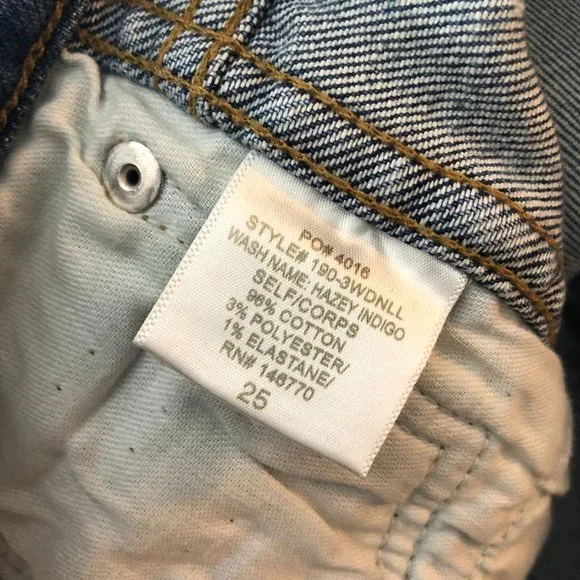 PO# 4016
STYLE# 190-3WDNLL
WASH NAME: HAZEY INDIGO
SELF/CORPS
96% COTTON
3% POLYESTER/
1% ELASTANE/
RN# 146770
25